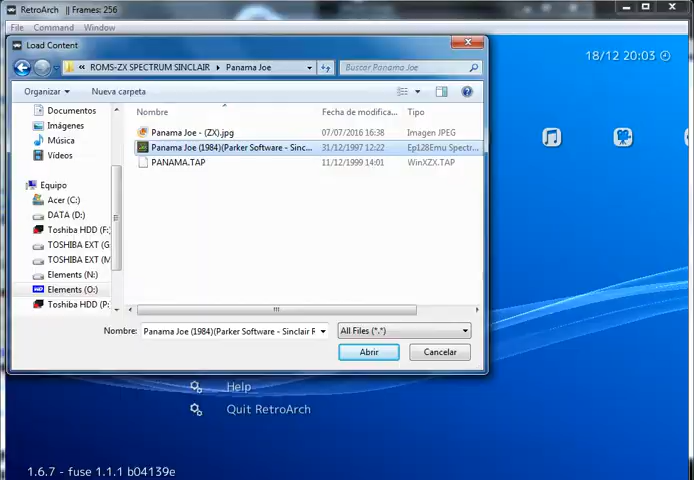 RetroArch || Frames: 256
File Command Window
Load Content
« ROMS-ZX SPECTRUM SINCLAIR Panama Joe Buscar Panama Joe
18/12 20:03
Organizar Nueva carpeta
Documentos
Imágenes
Música
Vídeos
Equipo
Acer (C:)
DATA (D:)
Toshiba HDD (F:
TOSHIBA EXT (G
TOSHIBA EXT (M
Elements (N:)
Elements (O:)
Toshiba HDD (P:
Nombre Fecha de modifica... Tipo
Panama Joe - (ZX).jpg 07/07/2016 16:38 Imagen JPEG
Panama Joe (1984)(Parker Software - Sinc... 31/12/1997 12:22 Ep128Emu Spectr...
PANAMA.TAP 11/12/1999 14:01 WinXZX.TAP
Nombre: Panama Joe (1984)(Parker Software - Sinclair F All Files (*.*)
Abrir Cancelar
Help
Quit RetroArch
1.6.7 - fuse 1.1.1 b04139e